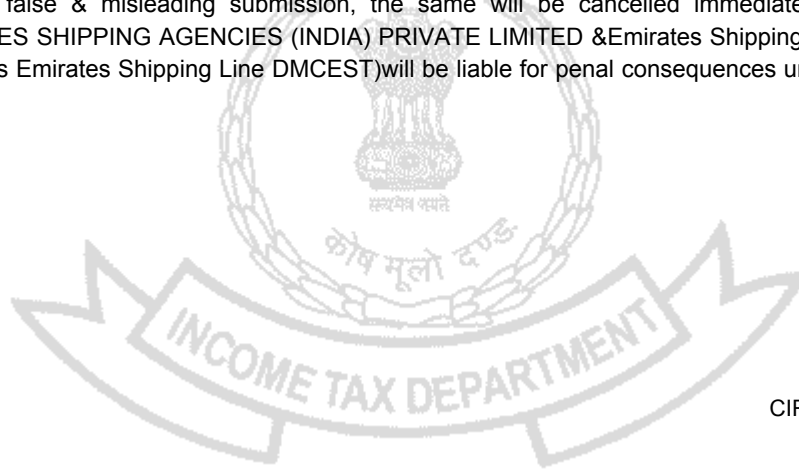 false & misleading submission, the same will be cancelled immediate
ES SHIPPING AGENCIES (INDIA) PRIVATE LIMITED &Emirates Shipping
s Emirates Shipping Line DMCEST)will be liable for penal consequences u
सत्यमेव जयते
कोष मूलो दण्डः
INCOME TAX DEPARTMENT
CIR